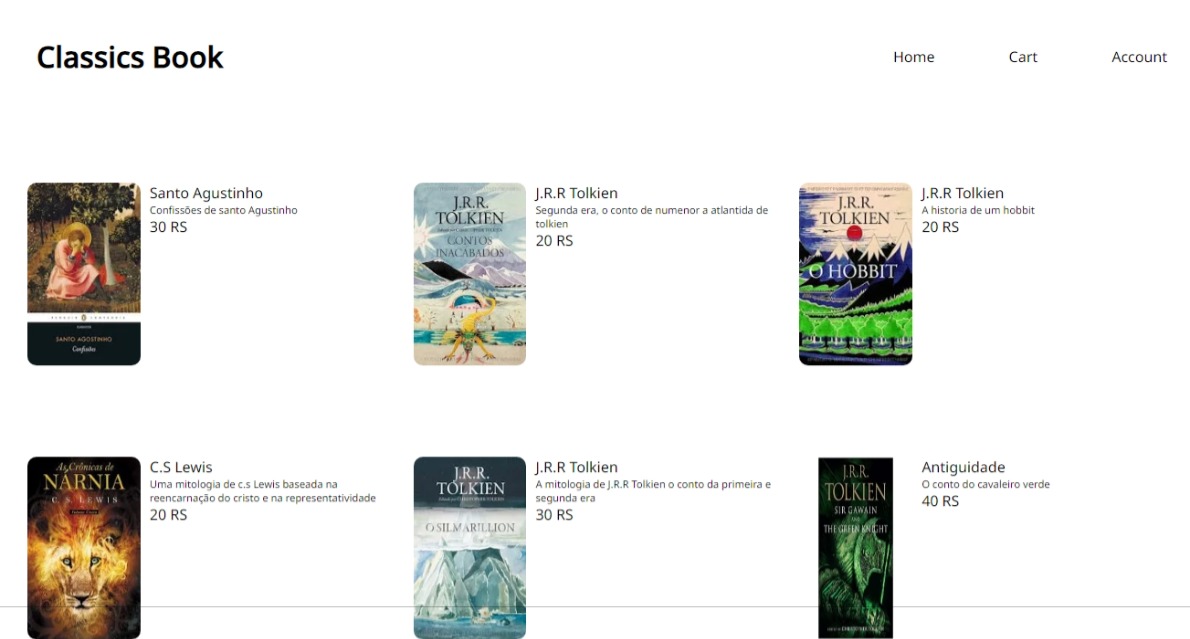 Classics Book
Home
Cart
Account
Santo Agustinho
Confissões de santo Agustinho
30 RS
SANTO AGOSTINHO
Confissões
J.R.R Tolkien
Segunda era, o conto de numenor a atlantida de
tolkien
20 RS
J.R.R.
TOLKIEN
CONTOS
INACABADOS
J.R.R Tolkien
A historia de um hobbit
20 RS
J.R.R.
TOLKIEN
O HOBBIT
C.S Lewis
Uma mitologia de c.s Lewis baseada na
reencarnação do cristo e na representatividade
20 RS
As Crônicas de
NÁRNIA
C. S. LEWIS
J.R.R Tolkien
A mitologia de J.R.R Tolkien o conto da primeira e
segunda era
30 RS
J.R.R.
TOLKIEN
O SILMARILLION
Antiguidade
O conto do cavaleiro verde
40 RS
J.R.R.
TOLKIEN
SIR GAWAIN
AND
THE GREEN KNIGHT